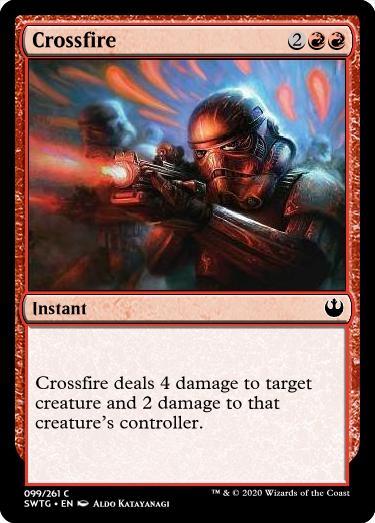 Crossfire 2
Instant
Crossfire deals 4 damage to target
creature and 2 damage to that
creature's controller.
099/261 C
SWTG • EN Aldo Katayanagi
™ & © 2020 Wizards of the Coast